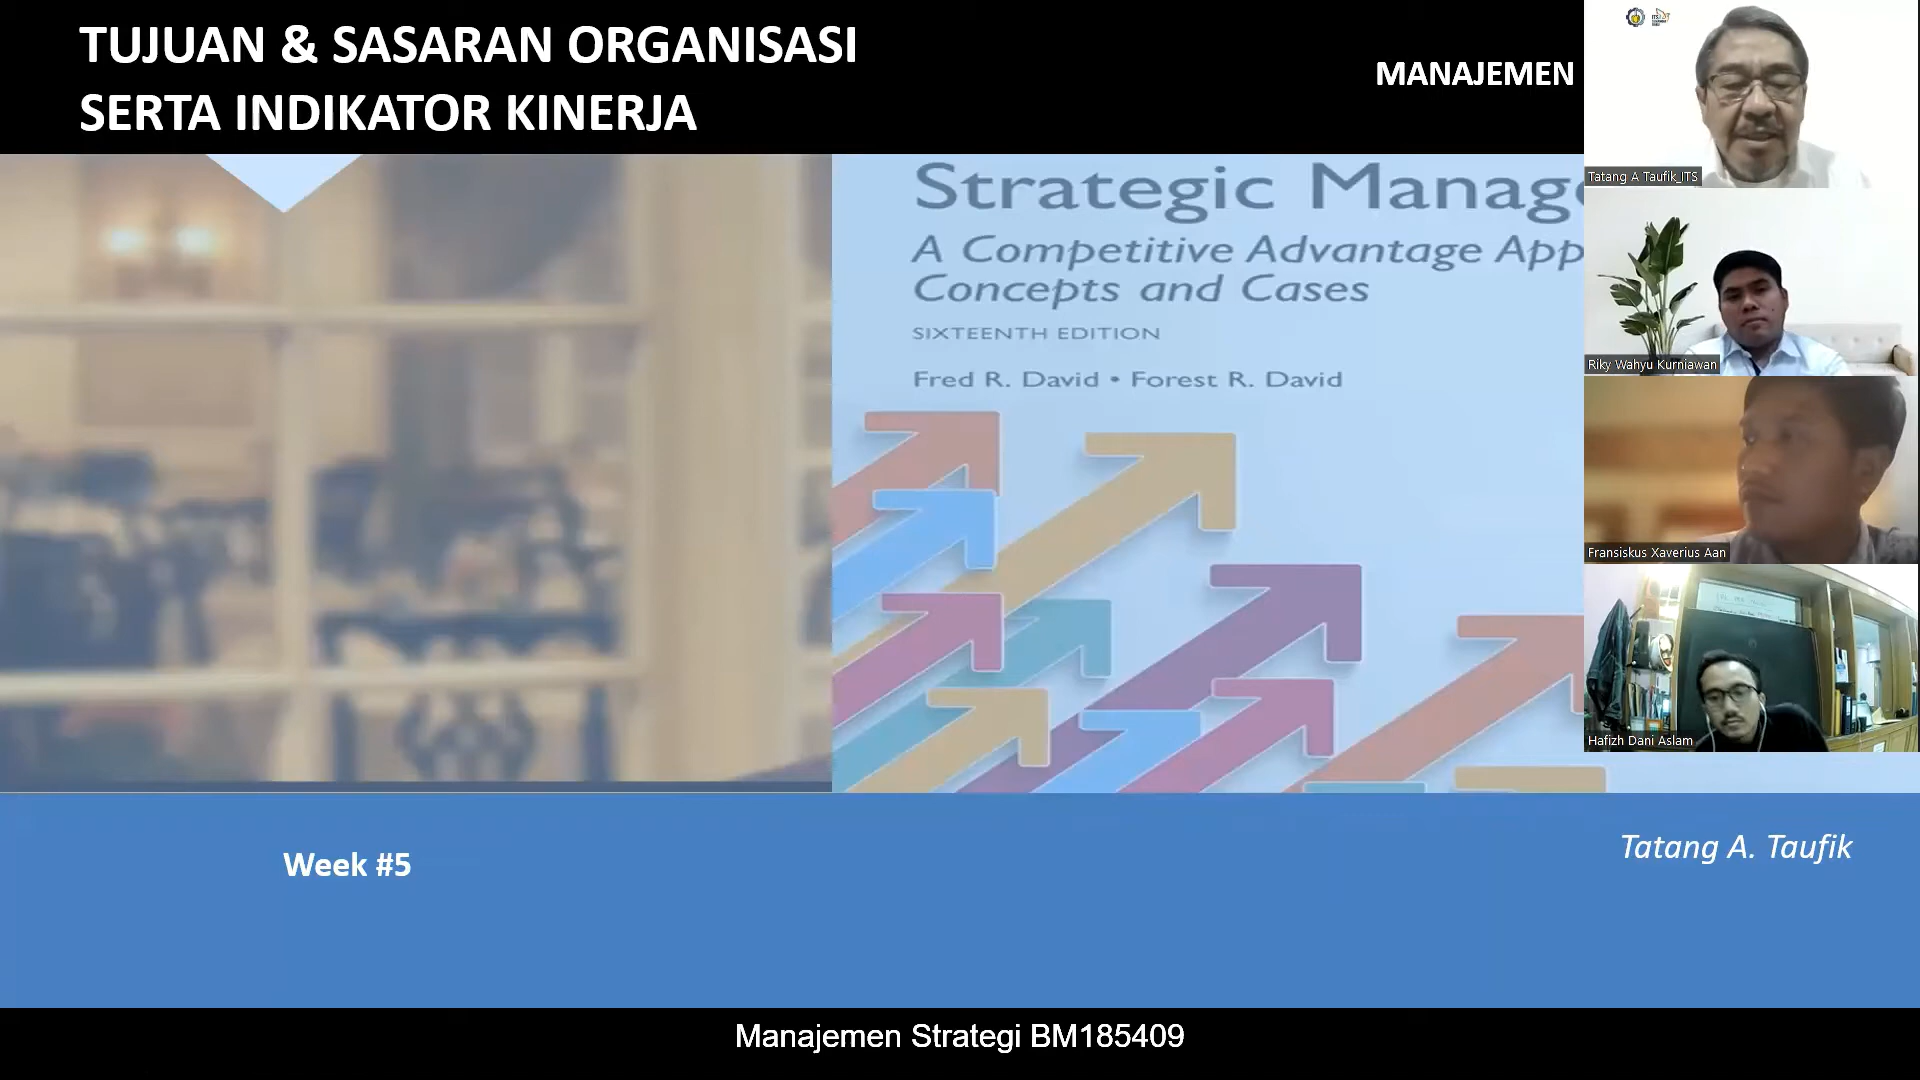 TUJUAN & SASARAN ORGANISASI
SERTA INDIKATOR KINERJA
MANAJEMEN
Strategic Manag
A Competitive Advantage App
Concepts and Cases
SIXTEENTH EDITION
Fred R. David • Forest R. David
Tatang A Taufik_ITS
Riky Wahyu Kurniawan
Fransiskus Xaverius Aan
Hafizh Dani Aslam
Week #5
Tatang A. Taufik
Manajemen Strategi BM185409